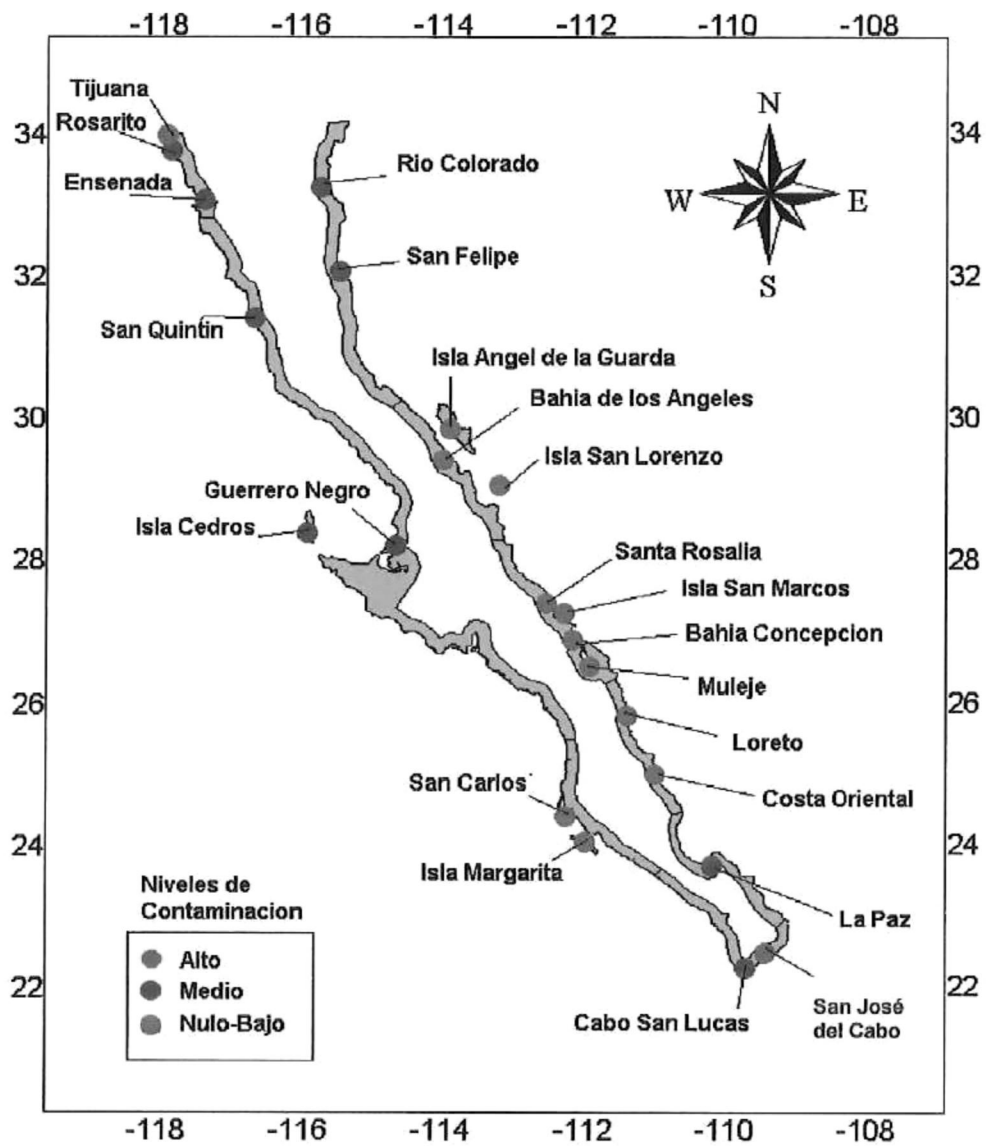 -118 -116 -114 -112 -110 -108
Tijuana
Rosarito
34 34
N
Rio Colorado
Ensenada
W E
San Felipe
S
32 32
San Quintin
Isla Angel de la Guarda
Bahia de los Angeles
30 30
Isla San Lorenzo
Guerrero Negro
Isla Cedros
28 28
Santa Rosalia
Isla San Marcos
Bahia Concepcion
Muleje
26 26
Loreto
San Carlos
Costa Oriental
24 24
Isla Margarita
Niveles de
Contaminacion
La Paz
Alto
Medio
22 22
Nulo-Bajo
Cabo San Lucas
San José
del Cabo
-118 -116 -114 -112 -110 -108